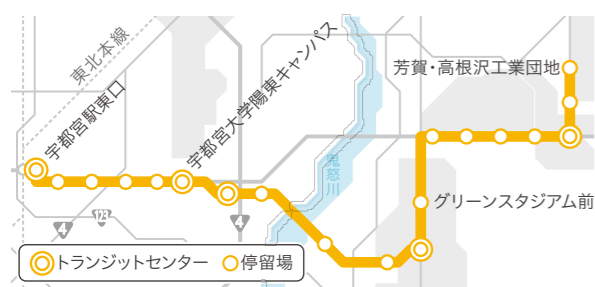 東北本線
宇都宮駅東口
宇都宮大学陽東キャンパス
芳賀・高根沢工業団地
鬼怒川
グリーンスタジアム前
4
123
4
トランジットセンター
停留場